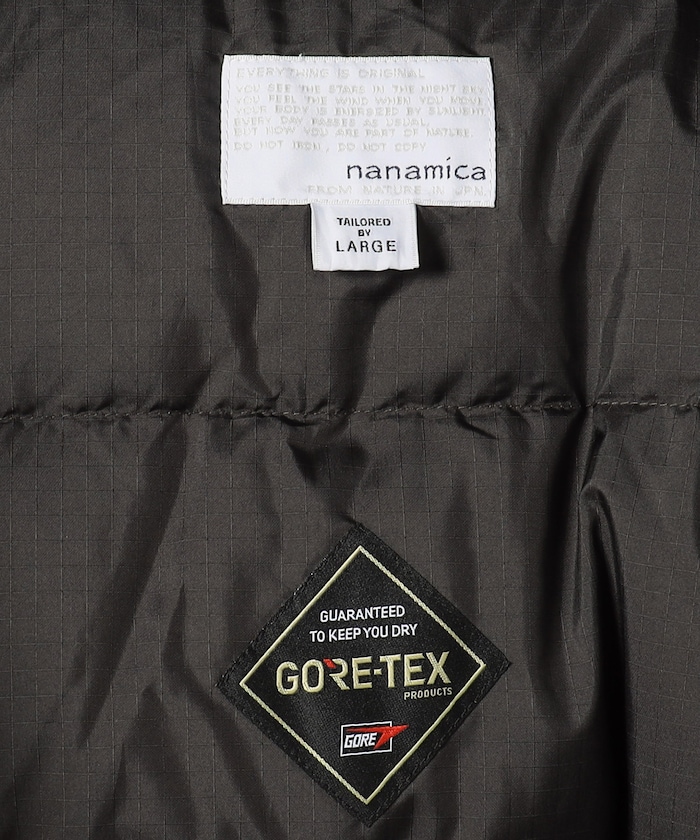 EVERYTHING IS ORIGINAL
YOU SEE THE STARS IN THE NIGHT SKY
YOU FEEL THE WIND WHEN YOU MOVE
YOUR BODY IS ENERGIZED BY SUNLIGHT
EVERY DAY PASSES AS USUAL
BUT NOW YOU ARE PART OF NATURE.
DO NOT IRON, DO NOT COPY
nanamica
FROM NATURE IN JPN.
TAILORED
BY
LARGE
GUARANTEED
TO KEEP YOU DRY
GORE-TEX
PRODUCTS
GORE